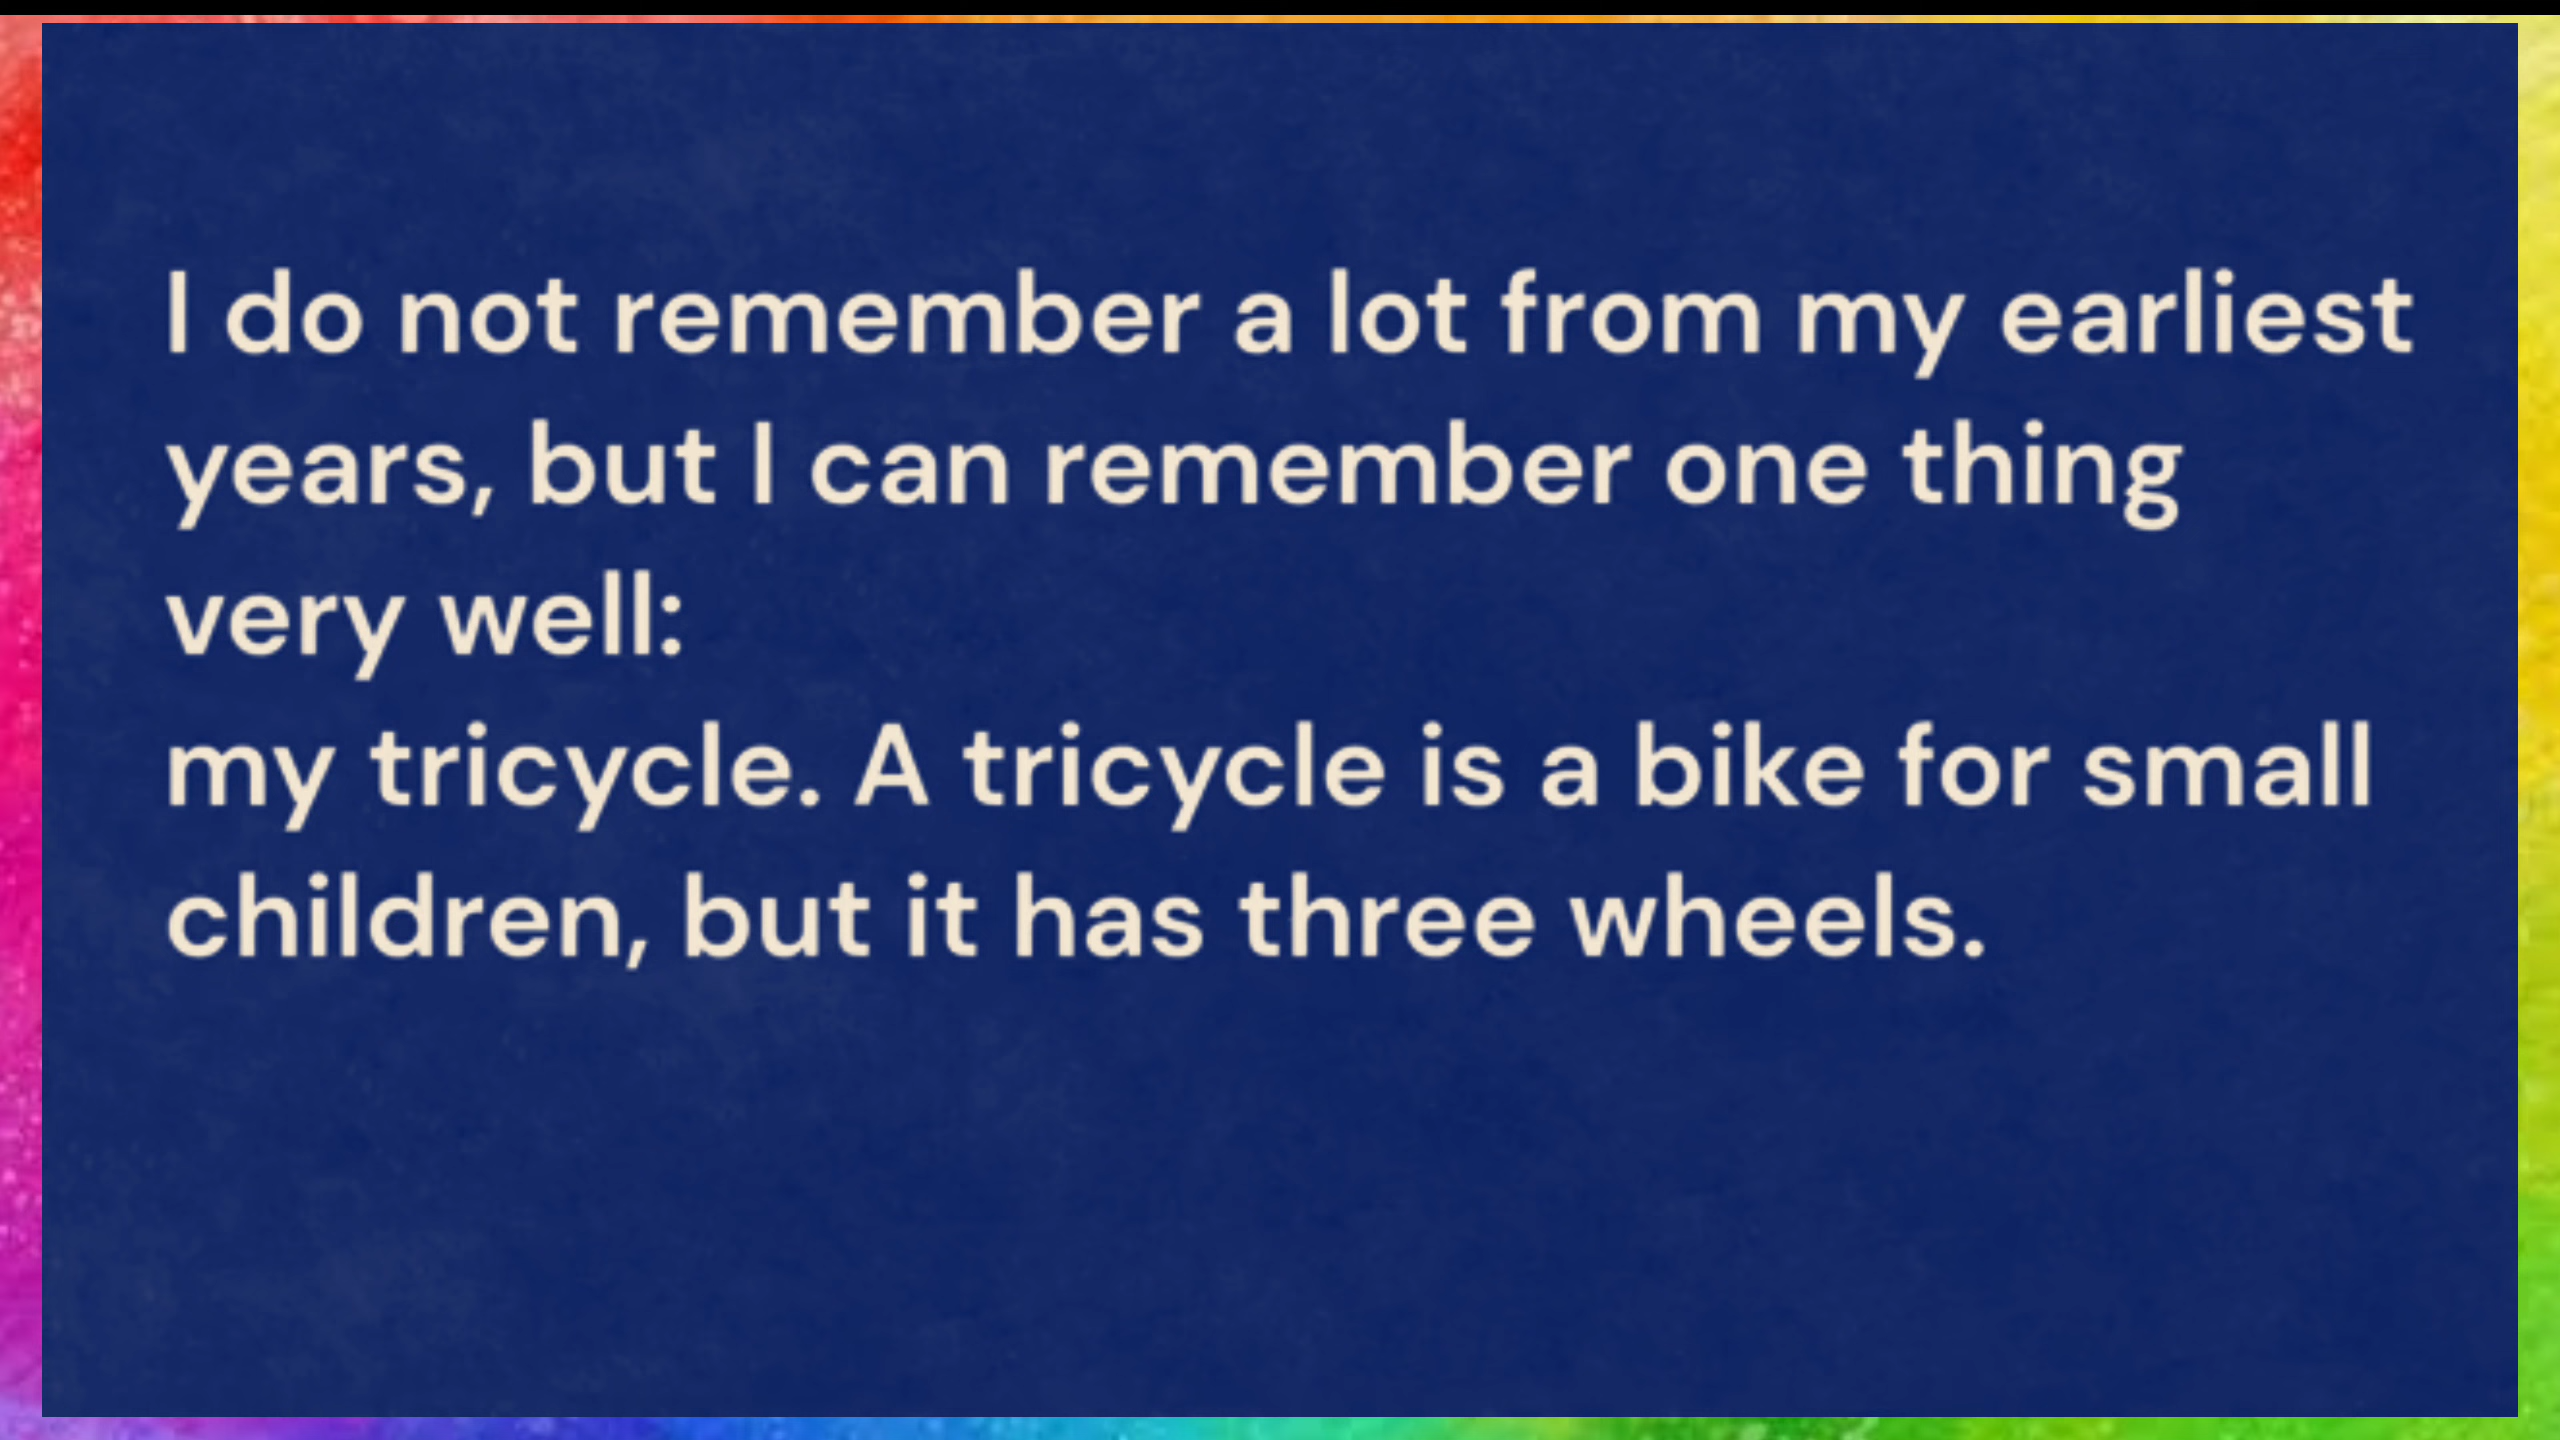 I do not remember a lot from my earliest
years, but I can remember one thing
very well:
my tricycle. A tricycle is a bike for small
children, but it has three wheels.